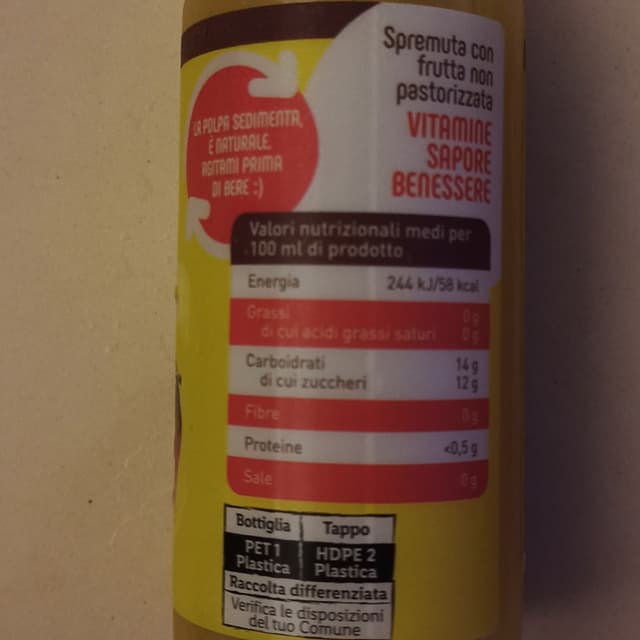 Spremuta con
frutta non
pastorizzata
VITAMINE
SAPORE
BENESSERE
LA POLPA SEDIMENTA,
È NATURALE.
AGITAMI PRIMA
DI BERE :)
Valori nutrizionali medi per
100 ml di prodotto
Energia 244 kJ/58 kcal
Grassi 0 g
di cui acidi grassi saturi 0 g
Carboidrati 14 g
di cui zuccheri 12 g
Fibre 0 g
Proteine <0,5 g
Sale 0 g
Bottiglia Tappo
PET 1 HDPE 2
Plastica Plastica
Raccolta differenziata
Verifica le disposizioni
del tuo Comune